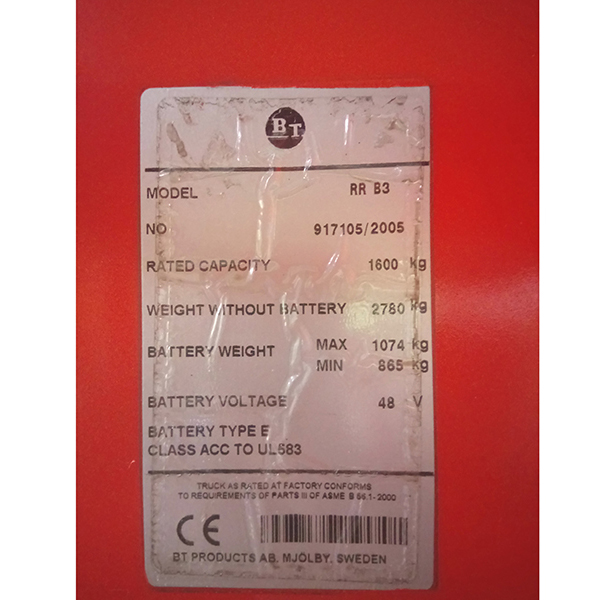 BT
MODEL RR B3
NO 917105/2005
RATED CAPACITY 1600 kg
WEIGHT WITHOUT BATTERY 2780 kg
BATTERY WEIGHT MAX 1074 kg
MIN 865 kg
BATTERY VOLTAGE 48 V
BATTERY TYPE E
CLASS ACC TO UL583
TRUCK AS RATED AT FACTORY CONFORMS
TO REQUIREMENTS OF PARTS III OF ASME B 56.1-2000
CE
BT PRODUCTS AB. MJÖLBY. SWEDEN